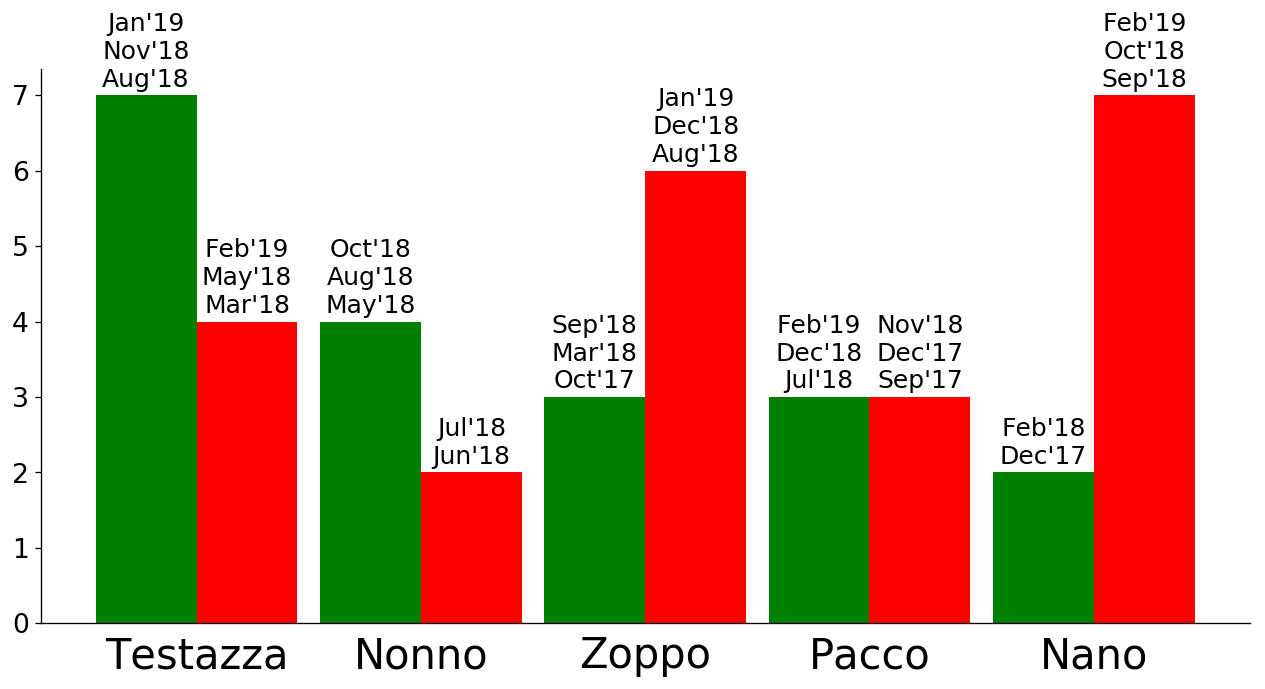 Jan'19
Nov'18
Aug'18
Feb'19
May'18
Mar'18
Oct'18
Aug'18
May'18
Jul'18
Jun'18
Sep'18
Mar'18
Oct'17
Jan'19
Dec'18
Aug'18
Feb'19
Dec'18
Jul'18
Nov'18
Dec'17
Sep'17
Feb'18
Dec'17
Feb'19
Oct'18
Sep'18
7
6
5
4
3
2
1
0
Testazza
Nonno
Zoppo
Pacco
Nano